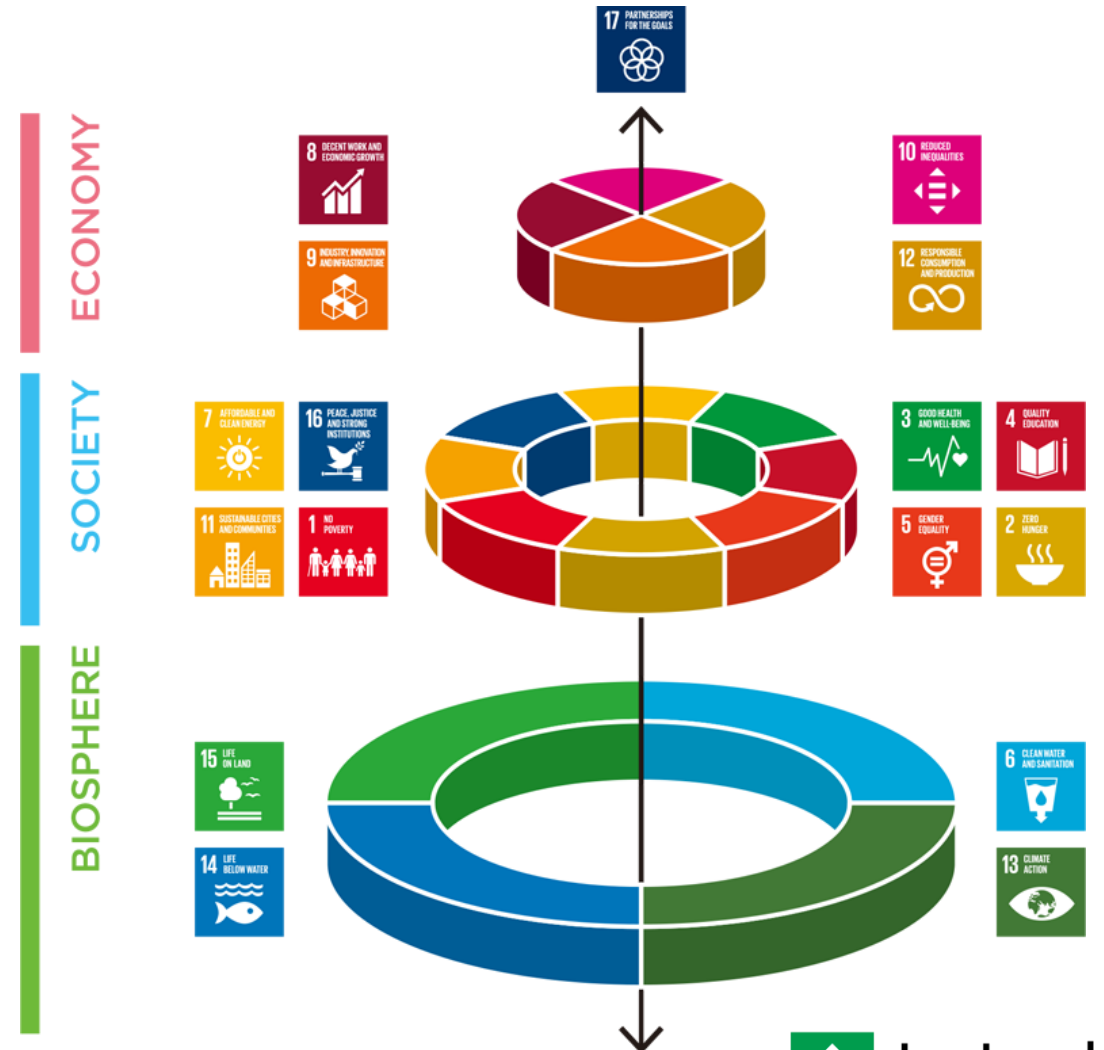 17 PARTNERSHIPS
FOR THE GOALS
ECONOMY
8 DECENT WORK AND
ECONOMIC GROWTH
10 REDUCED
INEQUALITIES
9 INDUSTRY, INNOVATION
AND INFRASTRUCTURE
12 RESPONSIBLE
CONSUMPTION
AND PRODUCTION
SOCIETY
7 AFFORDABLE AND
CLEAN ENERGY
16 PEACE, JUSTICE
AND STRONG
INSTITUTIONS
3 GOOD HEALTH
AND WELL-BEING
4 QUALITY
EDUCATION
11 SUSTAINABLE CITIES
AND COMMUNITIES
1 NO
POVERTY
5 GENDER
EQUALITY
2 ZERO
HUNGER
BIOSPHERE
15 LIFE
ON LAND
6 CLEAN WATER
AND SANITATION
14 LIFE
BELOW WATER
13 CLIMATE
ACTION